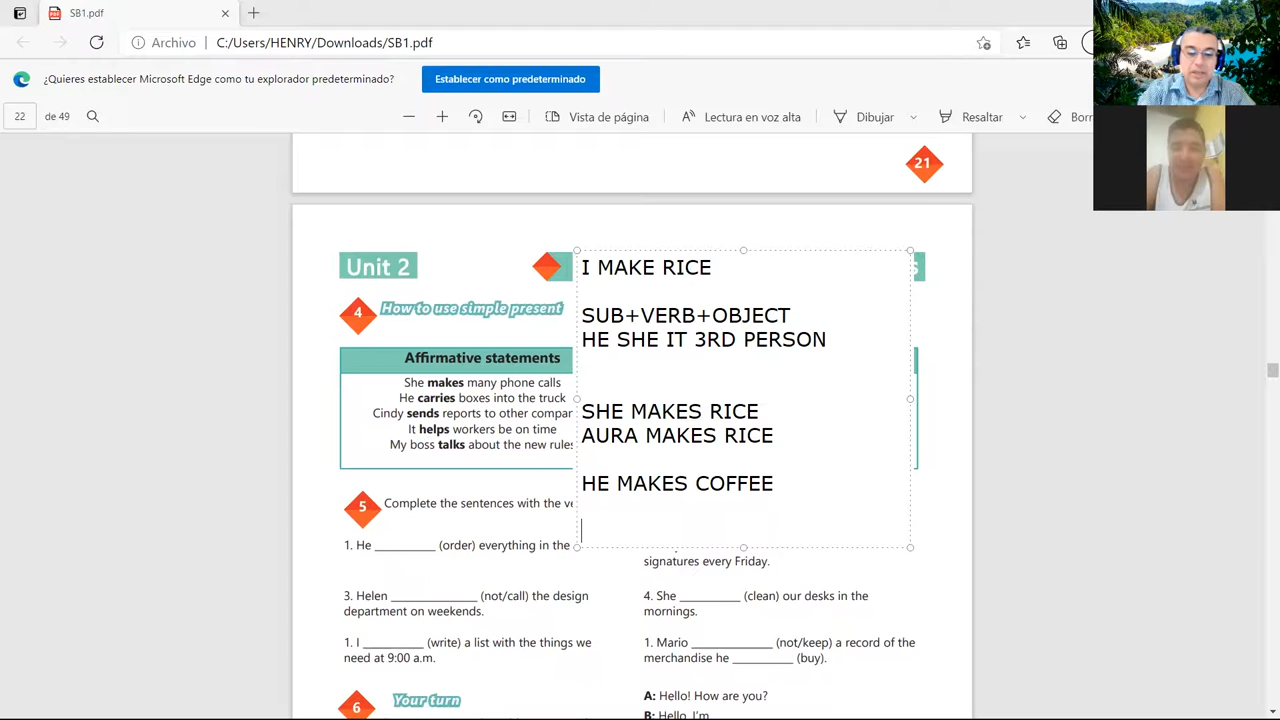 SB1.pdf
Archivo
C:/Users/HENRY/Downloads/SB1.pdf
¿Quieres establecer Microsoft Edge como tu explorador predeterminado?
Establecer como predeterminado
22 de 49
Vista de página
Lectura en voz alta
Dibujar
Resaltar
Borr
21
Unit 2
s
4 How to use simple present
Affirmative statements
She makes many phone calls
He carries boxes into the truck
Cindy sends reports to other compan
It helps workers be on time
My boss talks about the new rules
I MAKE RICE
SUB+VERB+OBJECT
HE SHE IT 3RD PERSON
SHE MAKES RICE
AURA MAKES RICE
HE MAKES COFFEE
5 Complete the sentences with the ve
1. He __________ (order) everything in the
signatures every Friday.
3. Helen ______________ (not/call) the design
department on weekends.
4. She __________ (clean) our desks in the
mornings.
1. I __________ (write) a list with the things we
need at 9:00 a.m.
1. Mario _____________ (not/keep) a record of the
merchandise he __________ (buy).
6 Your turn
A: Hello! How are you?
B: Hello, I'm